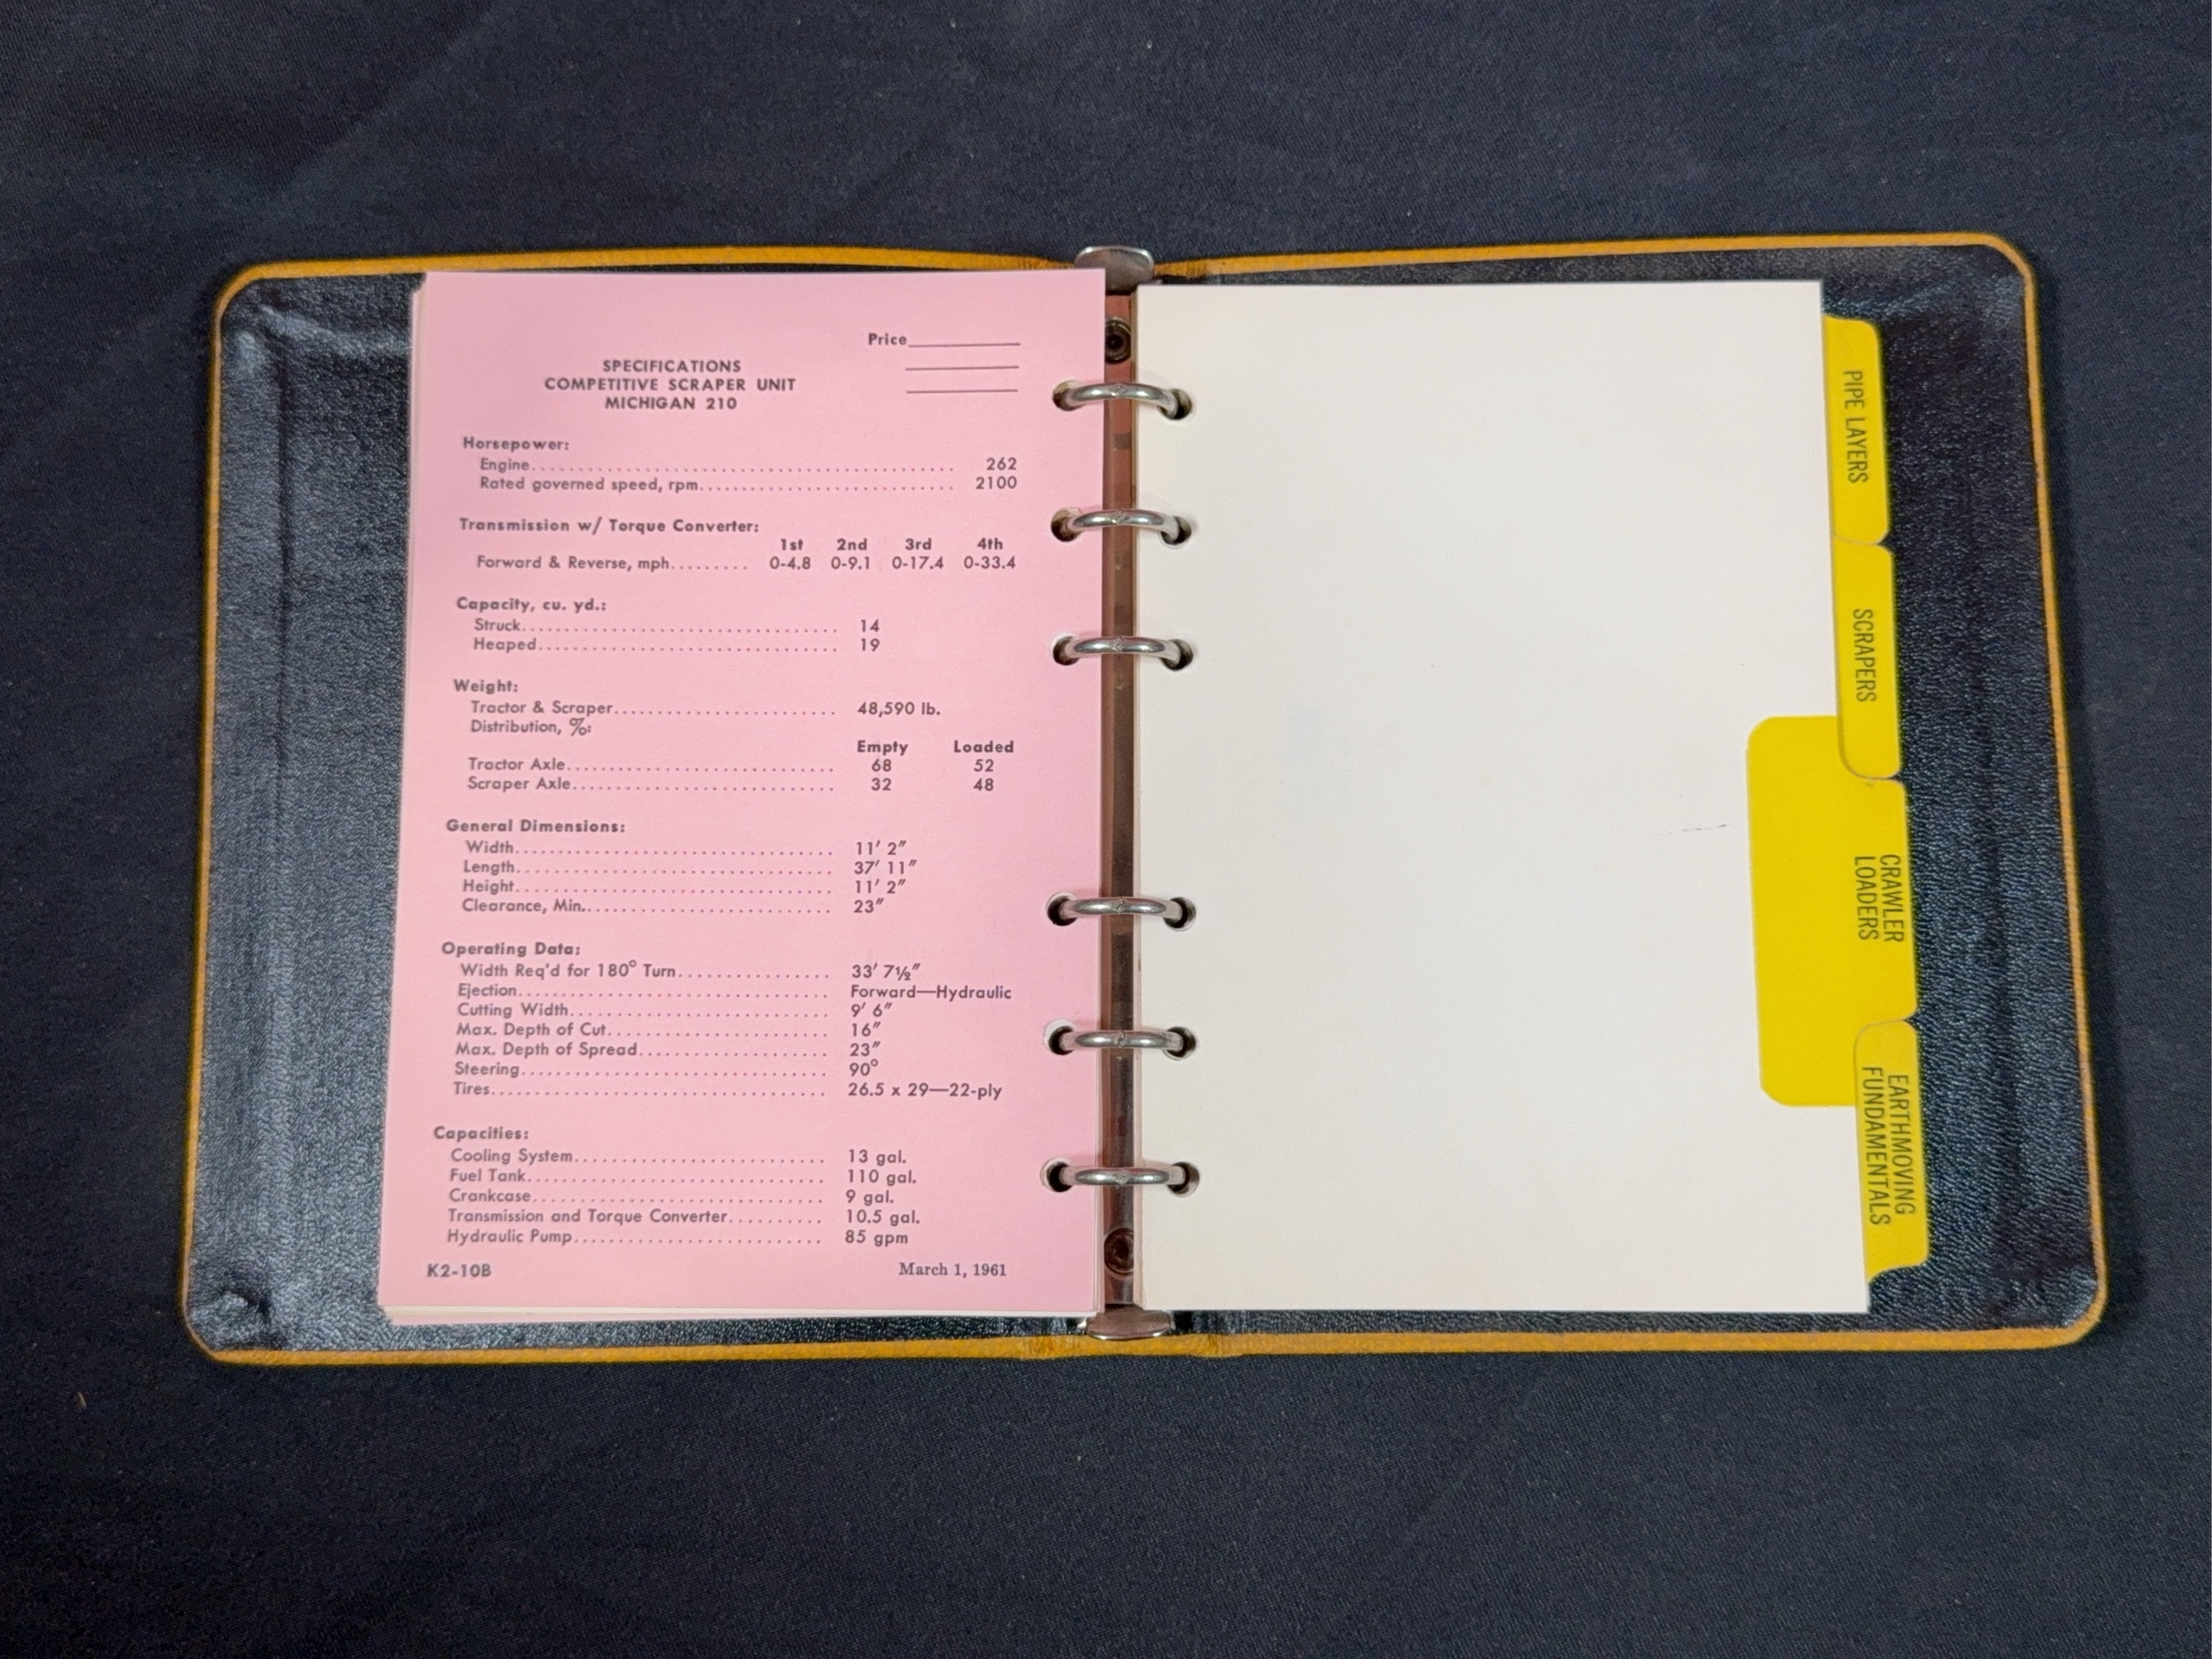 Price
SPECIFICATIONS
COMPETITIVE SCRAPER UNIT
MICHIGAN 210
Horsepower:
Engine 262
Rated governed speed, rpm 2100
Transmission w/ Torque Converter:
1st 2nd 3rd 4th
Forward & Reverse, mph 0-4.8 0-9.1 0-17.4 0-33.4
Capacity, cu. yd.:
Struck 14
Heaped 19
Weight:
Tractor & Scraper 48,590 lb.
Distribution, %:
Empty Loaded
Tractor Axle 68 52
Scraper Axle 32 48
General Dimensions:
Width 11' 2"
Length 37' 11"
Height 11' 2"
Clearance, Min. 23"
Operating Data:
Width Req'd for 180° Turn 33' 7½"
Ejection Forward—Hydraulic
Cutting Width 9' 6"
Max. Depth of Cut 16"
Max. Depth of Spread 23"
Steering 90°
Tires 26.5 x 29—22-ply
Capacities:
Cooling System 13 gal.
Fuel Tank 110 gal.
Crankcase 9 gal.
Transmission and Torque Converter 10.5 gal.
Hydraulic Pump 85 gpm
K2-10B March 1, 1961
PIPE LAYERS
SCRAPERS
CRAWLER
LOADERS
EARTHMOVING
FUNDAMENTALS